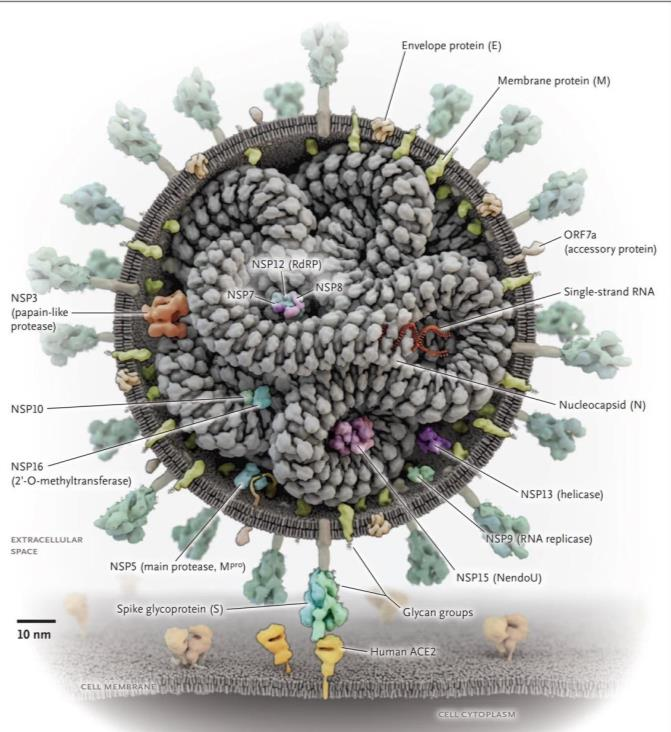 Envelope protein (E)
Membrane protein (M)
ORF7a
(accessory protein)
NSP12 (RdRP)
NSP7
NSP8
Single-strand RNA
NSP3
(papain-like
protease)
Nucleocapsid (N)
NSP10
NSP16
(2'-O-methyltransferase)
NSP13 (helicase)
NSP9 (RNA replicase)
EXTRACELLULAR
SPACE
NSP5 (main protease, Mpro)
NSP15 (NendoU)
Spike glycoprotein (S)
Glycan groups
10 nm
Human ACE2
CELL MEMBRANE
CELL CYTOPLASM